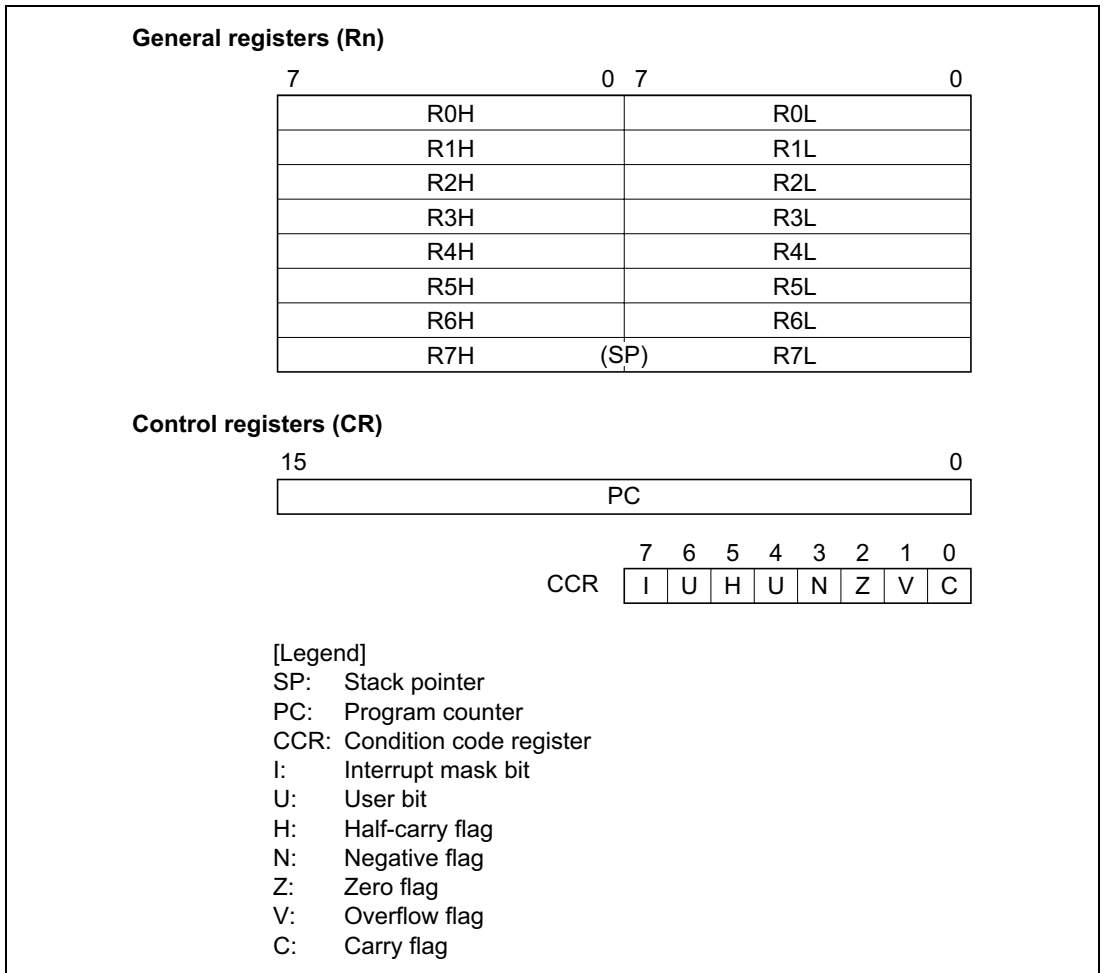 General registers (Rn)
7 0 7 0
R0H R0L
R1H R1L
R2H R2L
R3H R3L
R4H R4L
R5H R5L
R6H R6L
R7H (SP) R7L
Control registers (CR)
15 0
PC
7 6 5 4 3 2 1 0
CCR I U H U N Z V C
[Legend]
SP: Stack pointer
PC: Program counter
CCR: Condition code register
I: Interrupt mask bit
U: User bit
H: Half-carry flag
N: Negative flag
Z: Zero flag
V: Overflow flag
C: Carry flag